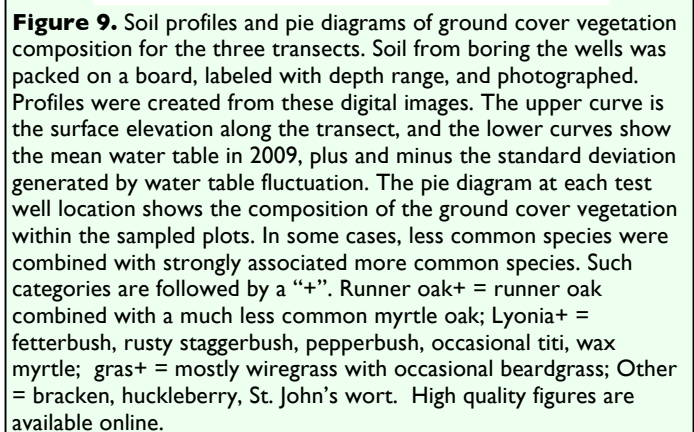 Figure 9. Soil profiles and pie diagrams of ground cover vegetation
composition for the three transects. Soil from boring the wells was
packed on a board, labeled with depth range, and photographed.
Profiles were created from these digital images. The upper curve is
the surface elevation along the transect, and the lower curves show
the mean water table in 2009, plus and minus the standard deviation
generated by water table fluctuation. The pie diagram at each test
well location shows the composition of the ground cover vegetation
within the sampled plots. In some cases, less common species were
combined with strongly associated more common species. Such
categories are followed by a “+”. Runner oak+ = runner oak
combined with a much less common myrtle oak; Lyonia+ =
fetterbush, rusty staggerbush, pepperbush, occasional titi, wax
myrtle;  gras+ = mostly wiregrass with occasional beardgrass; Other
= bracken, huckleberry, St. John’s wort.  High quality figures are
available online.